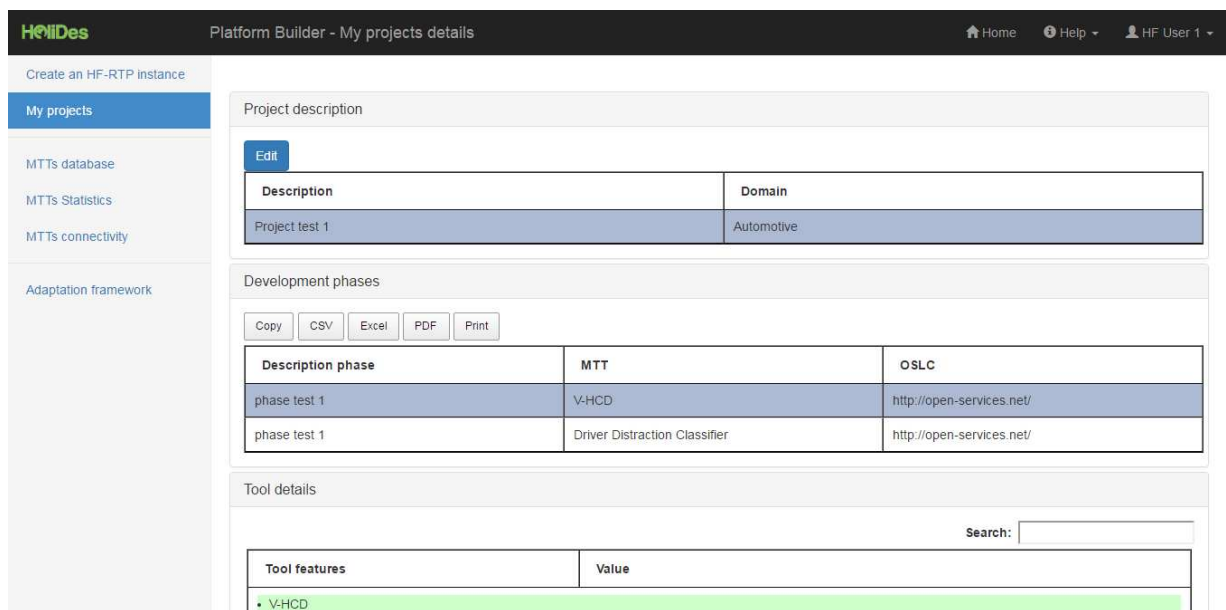 HoliDes Platform Builder - My projects details Home Help HF User 1
Create an HF-RTP instance
My projects
MTTs database
MTTs Statistics
MTTs connectivity
Adaptation framework
Project description
Edit
Description Domain
Project test 1 Automotive
Development phases
Copy CSV Excel PDF Print
Description phase MTT OSLC
phase test 1 V-HCD http://open-services.net/
phase test 1 Driver Distraction Classifier http://open-services.net/
Tool details
Search:
Tool features Value
• V-HCD